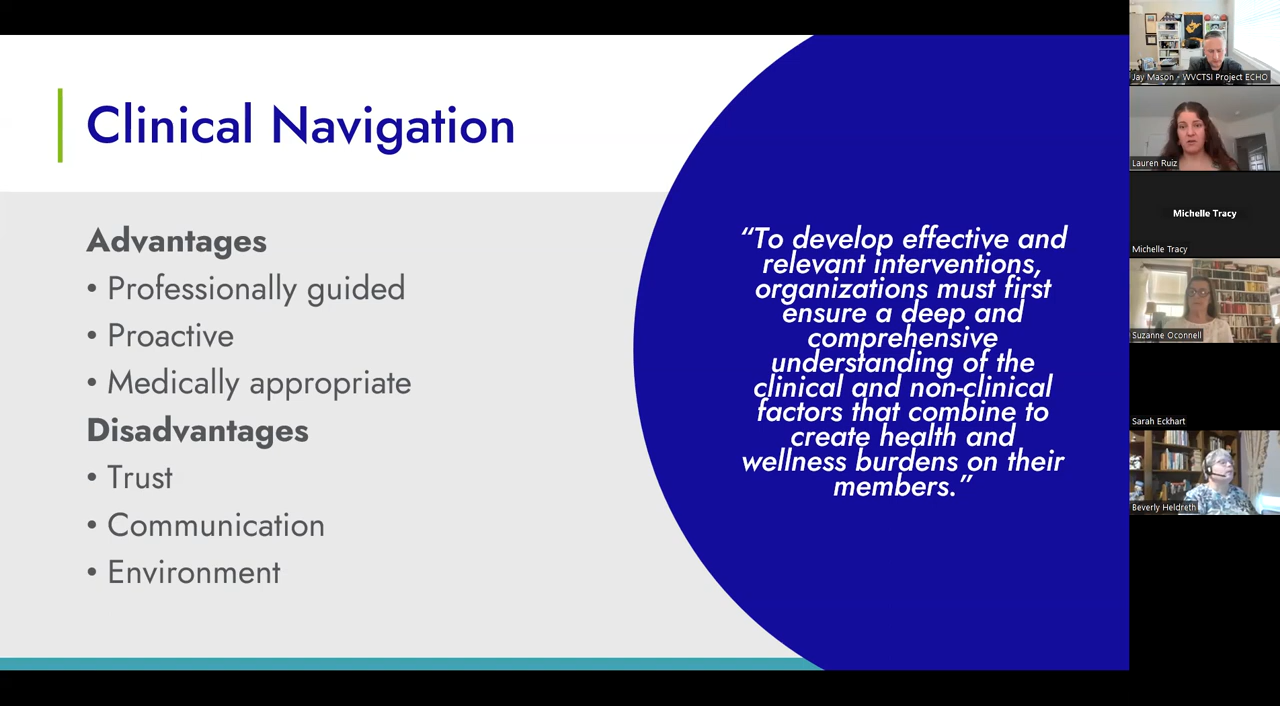 Clinical Navigation
Advantages
• Professionally guided
• Proactive
• Medically appropriate
Disadvantages
• Trust
• Communication
• Environment
“To develop effective and
relevant interventions,
organizations must first
ensure a deep and
comprehensive
understanding of the
clinical and non-clinical
factors that combine to
create health and
wellness burdens on their
members.”
Jay Mason - WVCTSI Project ECHO
Lauren Ruiz
Michelle Tracy
Michelle Tracy
Suzanne Oconnell
Sarah Eckhart
Beverly Heldreth